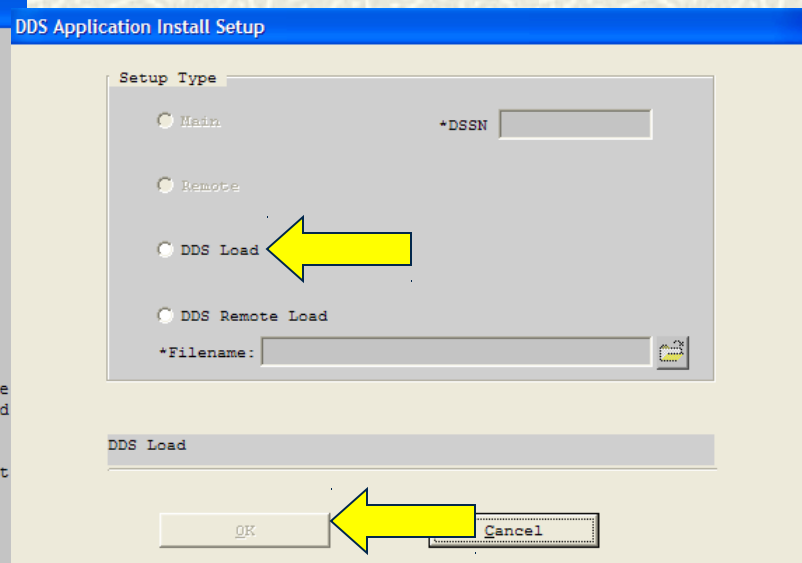 DDS Application Install Setup
Setup Type
Main
*DSSN
Remote
DDS Load
DDS Remote Load
*Filename:
e
d
DDS Load
t
OK
Cancel